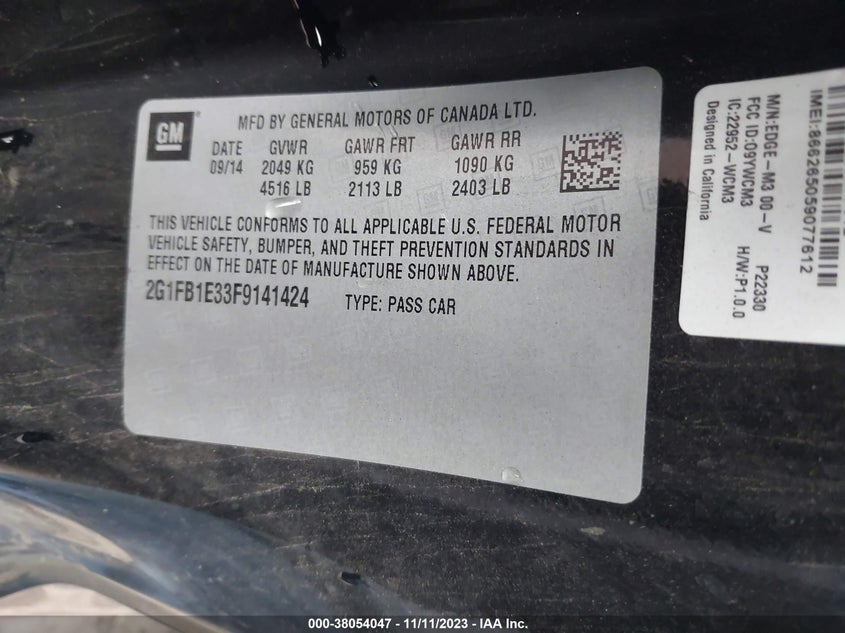 GM
MFD BY GENERAL MOTORS OF CANADA LTD.
DATE GVWR GAWR FRT GAWR RR
09/14 2049 KG 959 KG 1090 KG
4516 LB 2113 LB 2403 LB
THIS VEHICLE CONFORMS TO ALL APPLICABLE U.S. FEDERAL MOTOR
VEHICLE SAFETY, BUMPER, AND THEFT PREVENTION STANDARDS IN
EFFECT ON THE DATE OF MANUFACTURE SHOWN ABOVE.
2G1FB1E33F9141424 TYPE: PASS CAR
IMEI:866265059077612
M/N:EDGE-M3 00-V P22330
FCC ID:09YWCM3 H/W:P1.0.0
IC:22952-WCM3
Designed in California
000-38054047 - 11/11/2023 - IAA Inc.